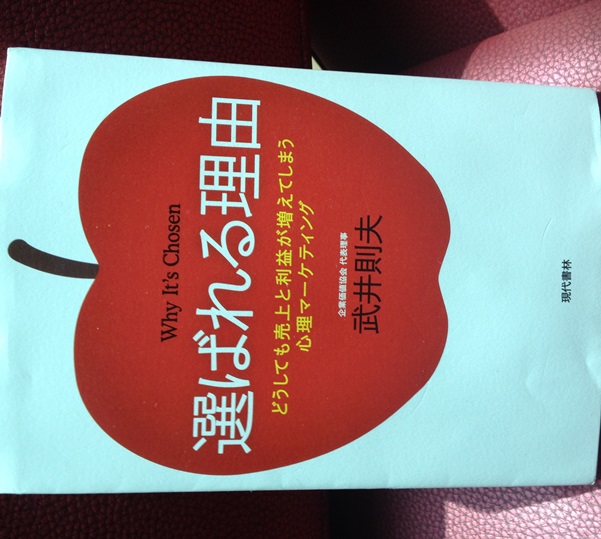 Why It's Chosen
選ばれる理由
どうしても売上と利益が増えてしまう
心理マーケティング
企業価値協会 代表理事
武井則夫
現代書林